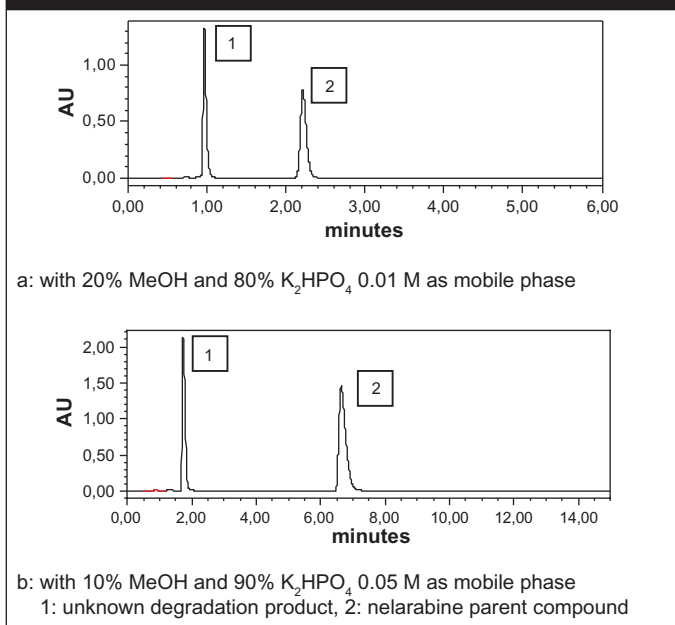 1
2
AU
1,00
0,50
0,00
0,00 1,00 2,00 3,00 4,00 5,00 6,00
minutes
a: with 20% MeOH and 80% K₂HPO₄ 0.01 M as mobile phase
1
2
AU
2,00
1,50
1,00
0,50
0,00
0,00 2,00 4,00 6,00 8,00 10,00 12,00 14,00
minutes
b: with 10% MeOH and 90% K₂HPO₄ 0.05 M as mobile phase
1: unknown degradation product, 2: nelarabine parent compound